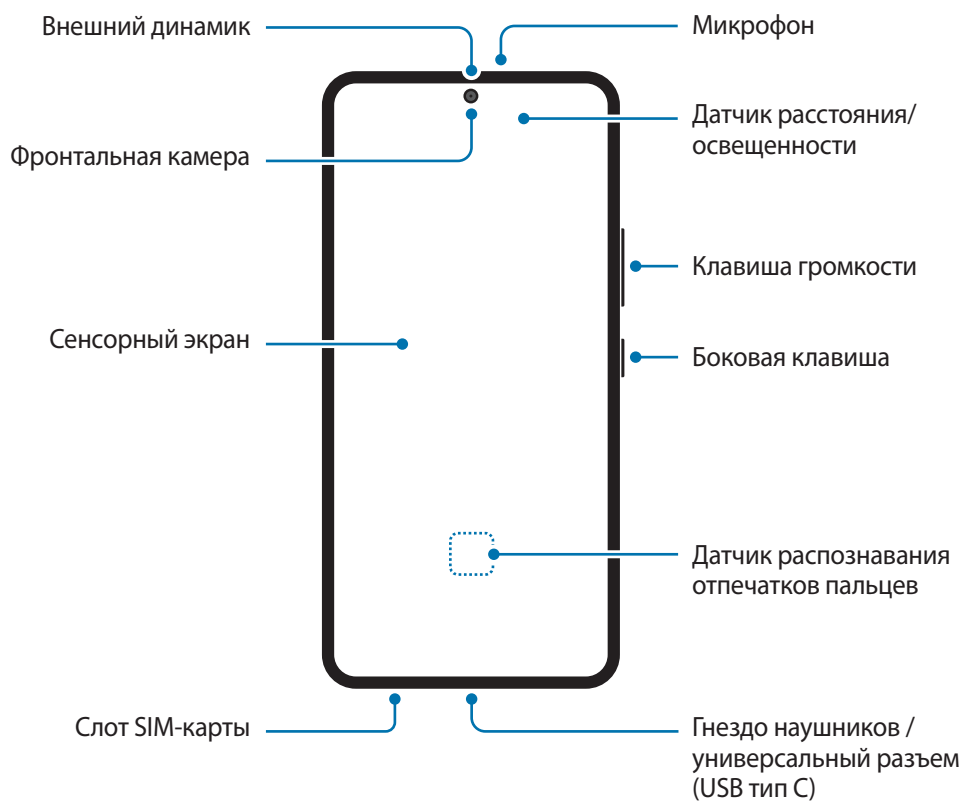 Внешний динамик
Микрофон
Датчик расстояния/
освещенности
Фронтальная камера
Клавиша громкости
Сенсорный экран
Боковая клавиша
Датчик распознавания
отпечатков пальцев
Слот SIM-карты
Гнездо наушников /
универсальный разъем
(USB тип C)